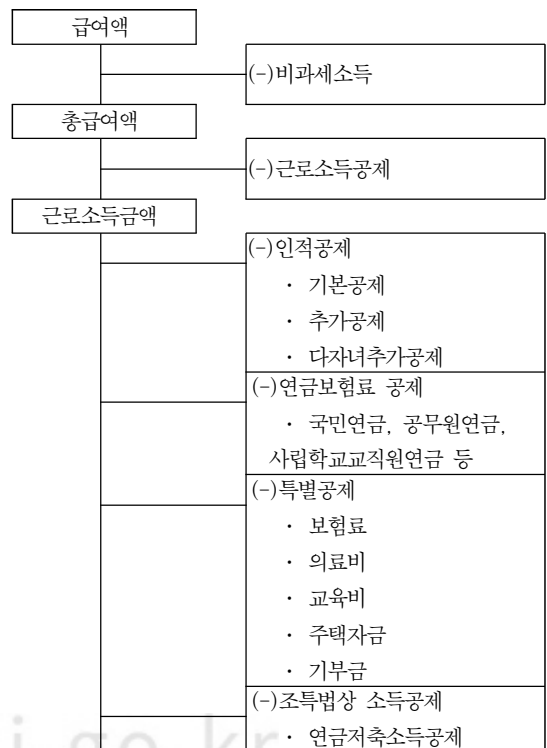 급여액
(-)비과세소득
총급여액
(-)근로소득공제
근로소득금액
(-)인적공제
· 기본공제
· 추가공제
· 다자녀추가공제
(-)연금보험료 공제
· 국민연금, 공무원연금,
사립학교교직원연금 등
(-)특별공제
· 보험료
· 의료비
· 교육비
· 주택자금
· 기부금
(-)조특법상 소득공제
· 연금저축소득공제
i.go.kr